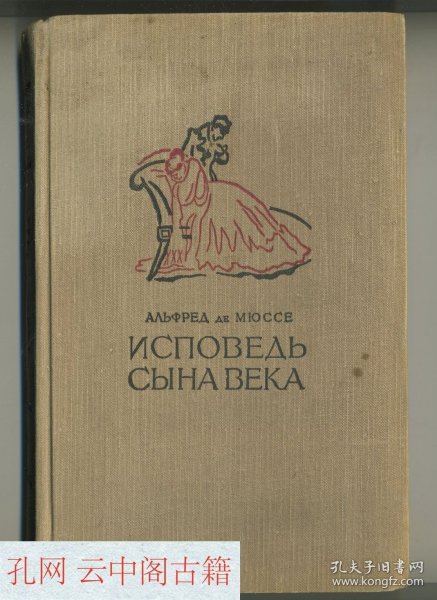 АЛЬФРЕД ДЕ МЮССЕ
ИСПОВЕДЬ
СЫНА ВЕКА
孔网 云中阁古籍
孔夫子旧书网
www.kongfz.com